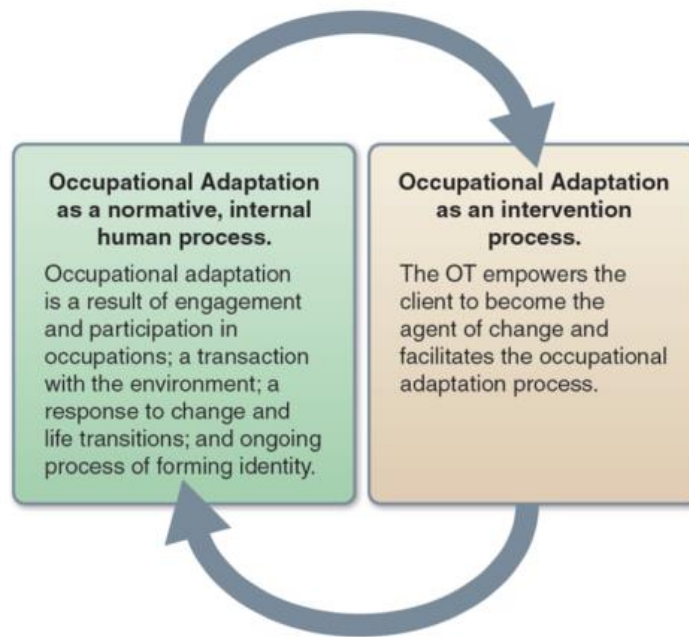 Occupational Adaptation
as a normative, internal
human process.
Occupational adaptation
is a result of engagement
and participation in
occupations; a transaction
with the environment; a
response to change and
life transitions; and ongoing
process of forming identity.
Occupational Adaptation
as an intervention
process.
The OT empowers the
client to become the
agent of change and
facilitates the occupational
adaptation process.